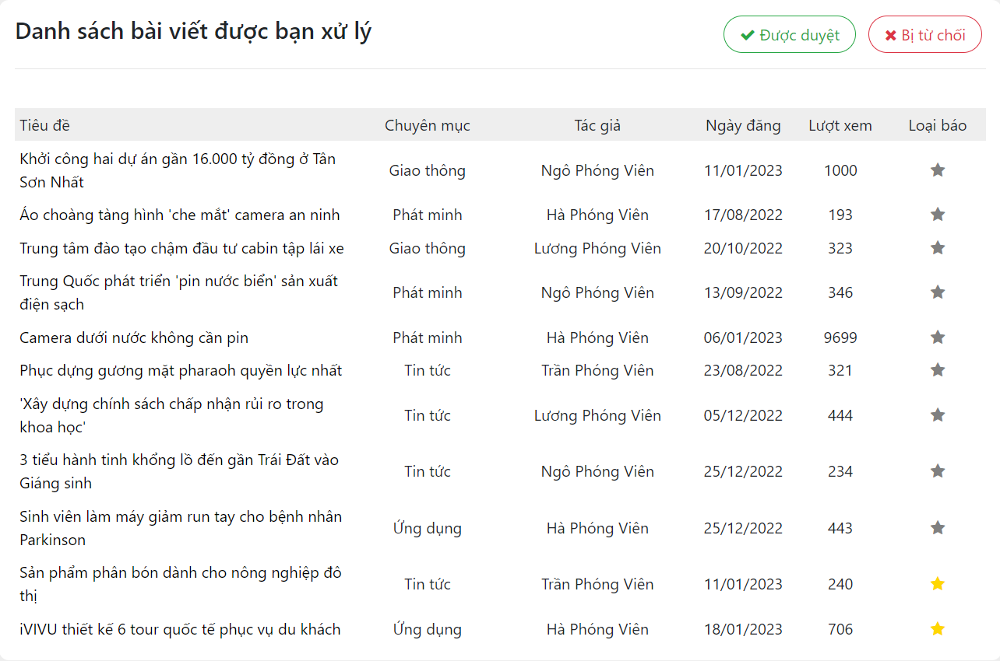 Danh sách bài viết được bạn xử lý
Được duyệt
Bị từ chối
Tiêu đề Chuyên mục Tác giả Ngày đăng Lượt xem Loại báo
Khởi công hai dự án gần 16.000 tỷ đồng ở Tân
Sơn Nhất
Giao thông Ngô Phóng Viên 11/01/2023 1000
Áo choàng tàng hình 'che mắt' camera an ninh Phát minh Hà Phóng Viên 17/08/2022 193
Trung tâm đào tạo chậm đầu tư cabin tập lái xe Giao thông Lương Phóng Viên 20/10/2022 323
Trung Quốc phát triển 'pin nước biển' sản xuất
điện sạch
Phát minh Ngô Phóng Viên 13/09/2022 346
Camera dưới nước không cần pin Phát minh Hà Phóng Viên 06/01/2023 9699
Phục dựng gương mặt pharaoh quyền lực nhất Tin tức Trần Phóng Viên 23/08/2022 321
'Xây dựng chính sách chấp nhận rủi ro trong
khoa học'
Tin tức Lương Phóng Viên 05/12/2022 444
3 tiểu hành tinh khổng lồ đến gần Trái Đất vào
Giáng sinh
Tin tức Ngô Phóng Viên 25/12/2022 234
Sinh viên làm máy giảm run tay cho bệnh nhân
Parkinson
Ứng dụng Hà Phóng Viên 25/12/2022 443
Sản phẩm phân bón dành cho nông nghiệp đô
thị
Tin tức Trần Phóng Viên 11/01/2023 240
iVIVU thiết kế 6 tour quốc tế phục vụ du khách Ứng dụng Hà Phóng Viên 18/01/2023 706